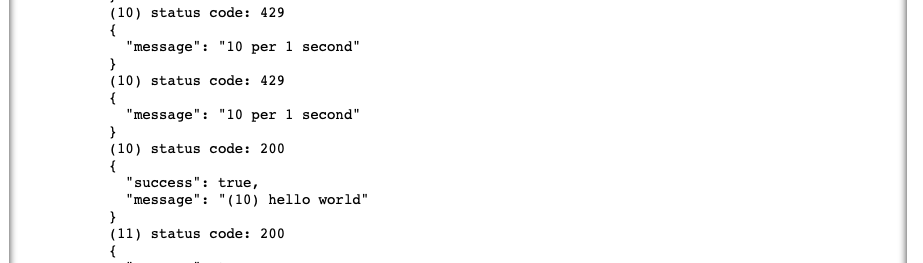 (10) status code: 429
{
"message": "10 per 1 second"
}
(10) status code: 429
{
"message": "10 per 1 second"
}
(10) status code: 200
{
"success": true,
"message": "(10) hello world"
}
(11) status code: 200
{